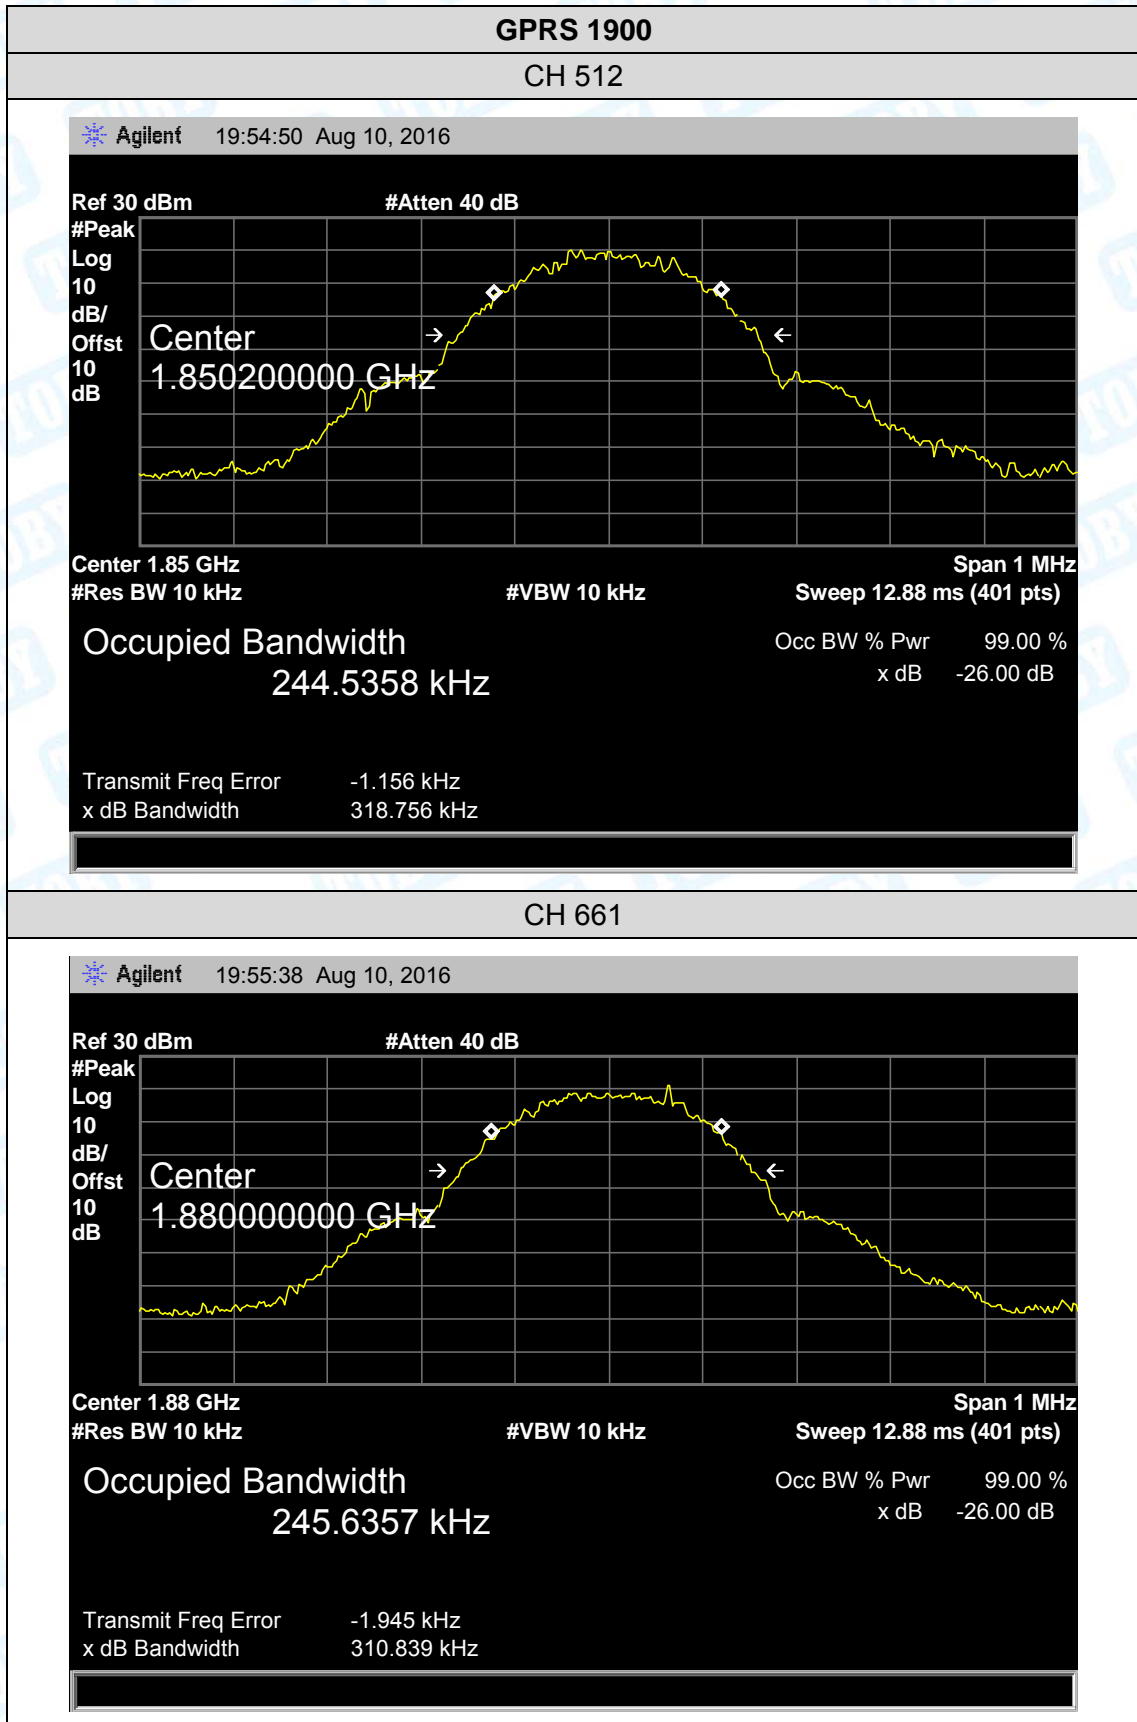 GPRS 1900
CH 512
Agilent 19:54:50 Aug 10, 2016
Ref 30 dBm #Atten 40 dB
#Peak
Log
10
dB/
Offst
10
dB
Center
1.850200000 GHz
Center 1.85 GHz Span 1 MHz
#Res BW 10 kHz #VBW 10 kHz Sweep 12.88 ms (401 pts)
Occupied Bandwidth Occ BW % Pwr 99.00 %
244.5358 kHz x dB -26.00 dB
Transmit Freq Error -1.156 kHz
x dB Bandwidth 318.756 kHz
CH 661
Agilent 19:55:38 Aug 10, 2016
Ref 30 dBm #Atten 40 dB
#Peak
Log
10
dB/
Offst
10
dB
Center
1.880000000 GHz
Center 1.88 GHz Span 1 MHz
#Res BW 10 kHz #VBW 10 kHz Sweep 12.88 ms (401 pts)
Occupied Bandwidth Occ BW % Pwr 99.00 %
245.6357 kHz x dB -26.00 dB
Transmit Freq Error -1.945 kHz
x dB Bandwidth 310.839 kHz